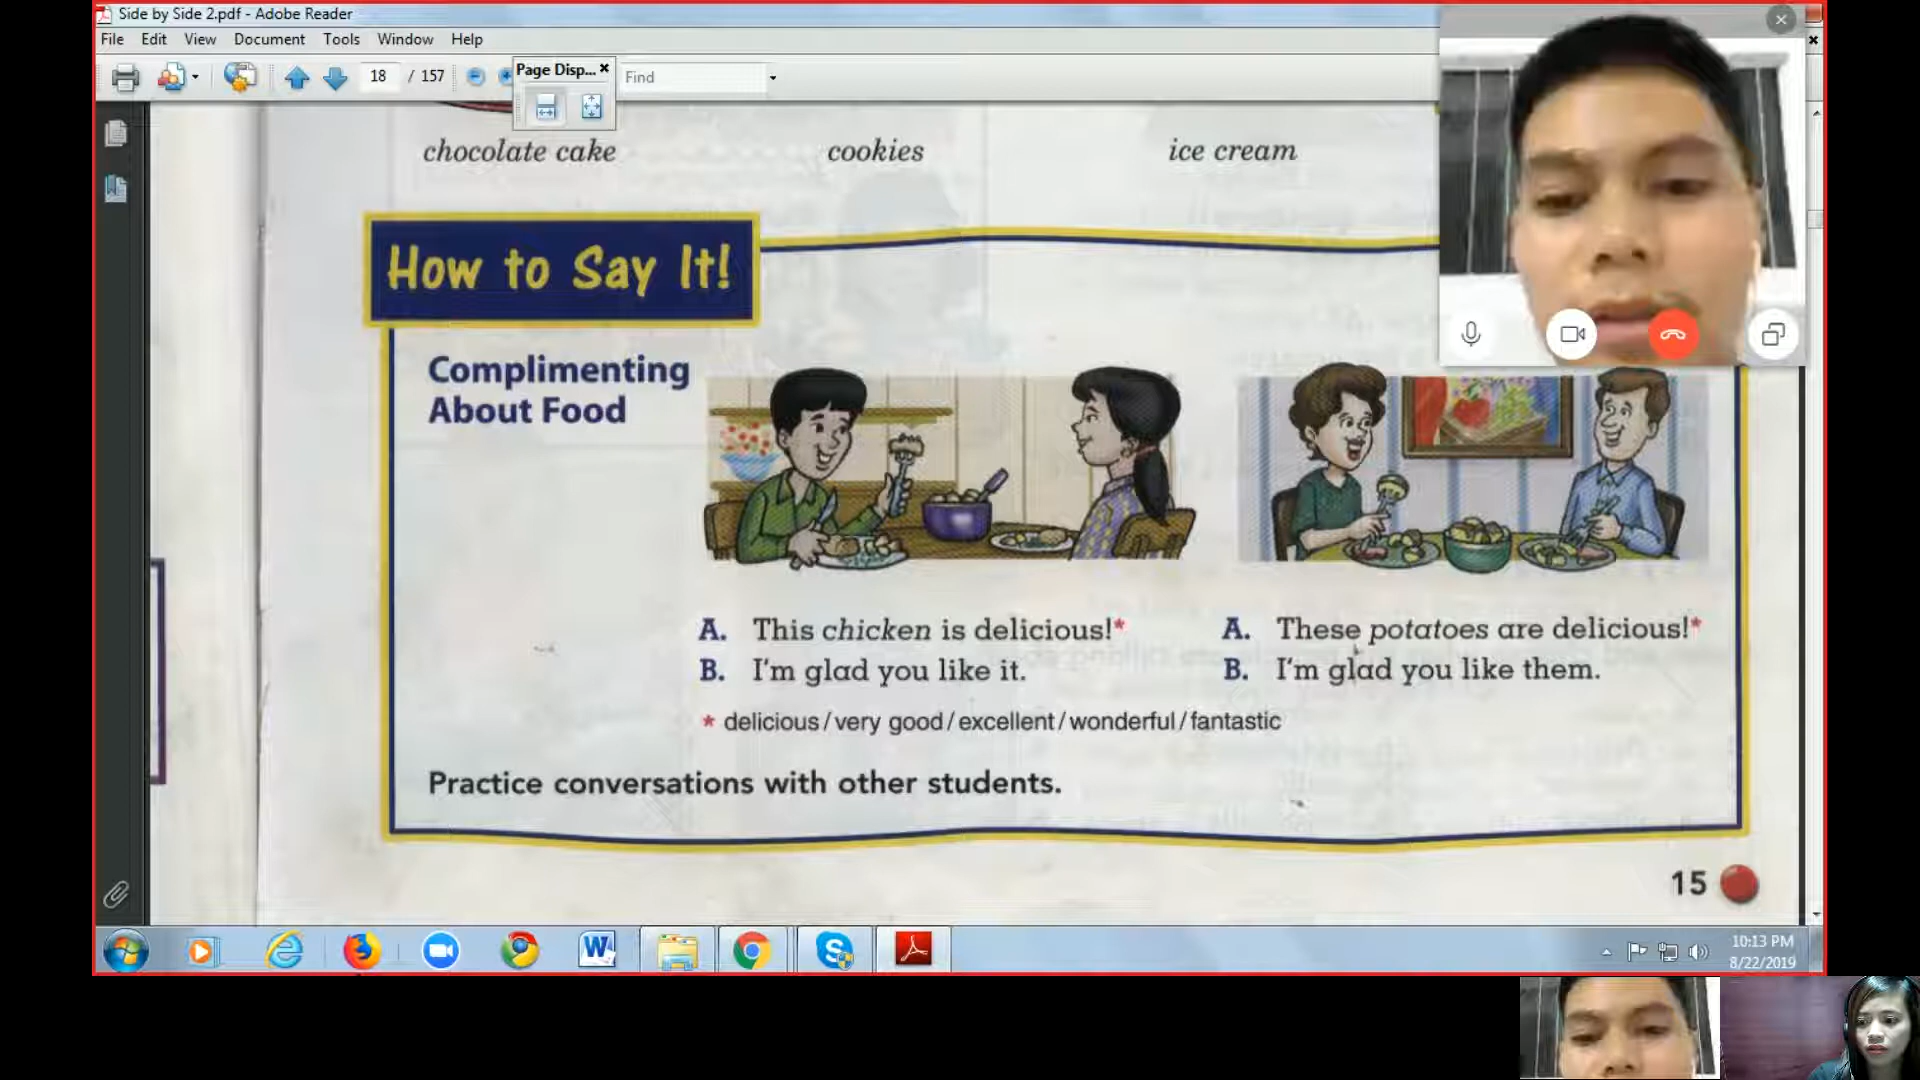 Side by Side 2.pdf - Adobe Reader
File Edit View Document Tools Window Help
18 / 157
Page Disp...
Find
chocolate cake
cookies
ice cream
How to Say It!
Complimenting
About Food
A. This chicken is delicious!*
B. I'm glad you like it.
A. These potatoes are delicious!*
B. I'm glad you like them.
* delicious/very good/excellent/wonderful/fantastic
Practice conversations with other students.
15
10:13 PM
8/22/2019